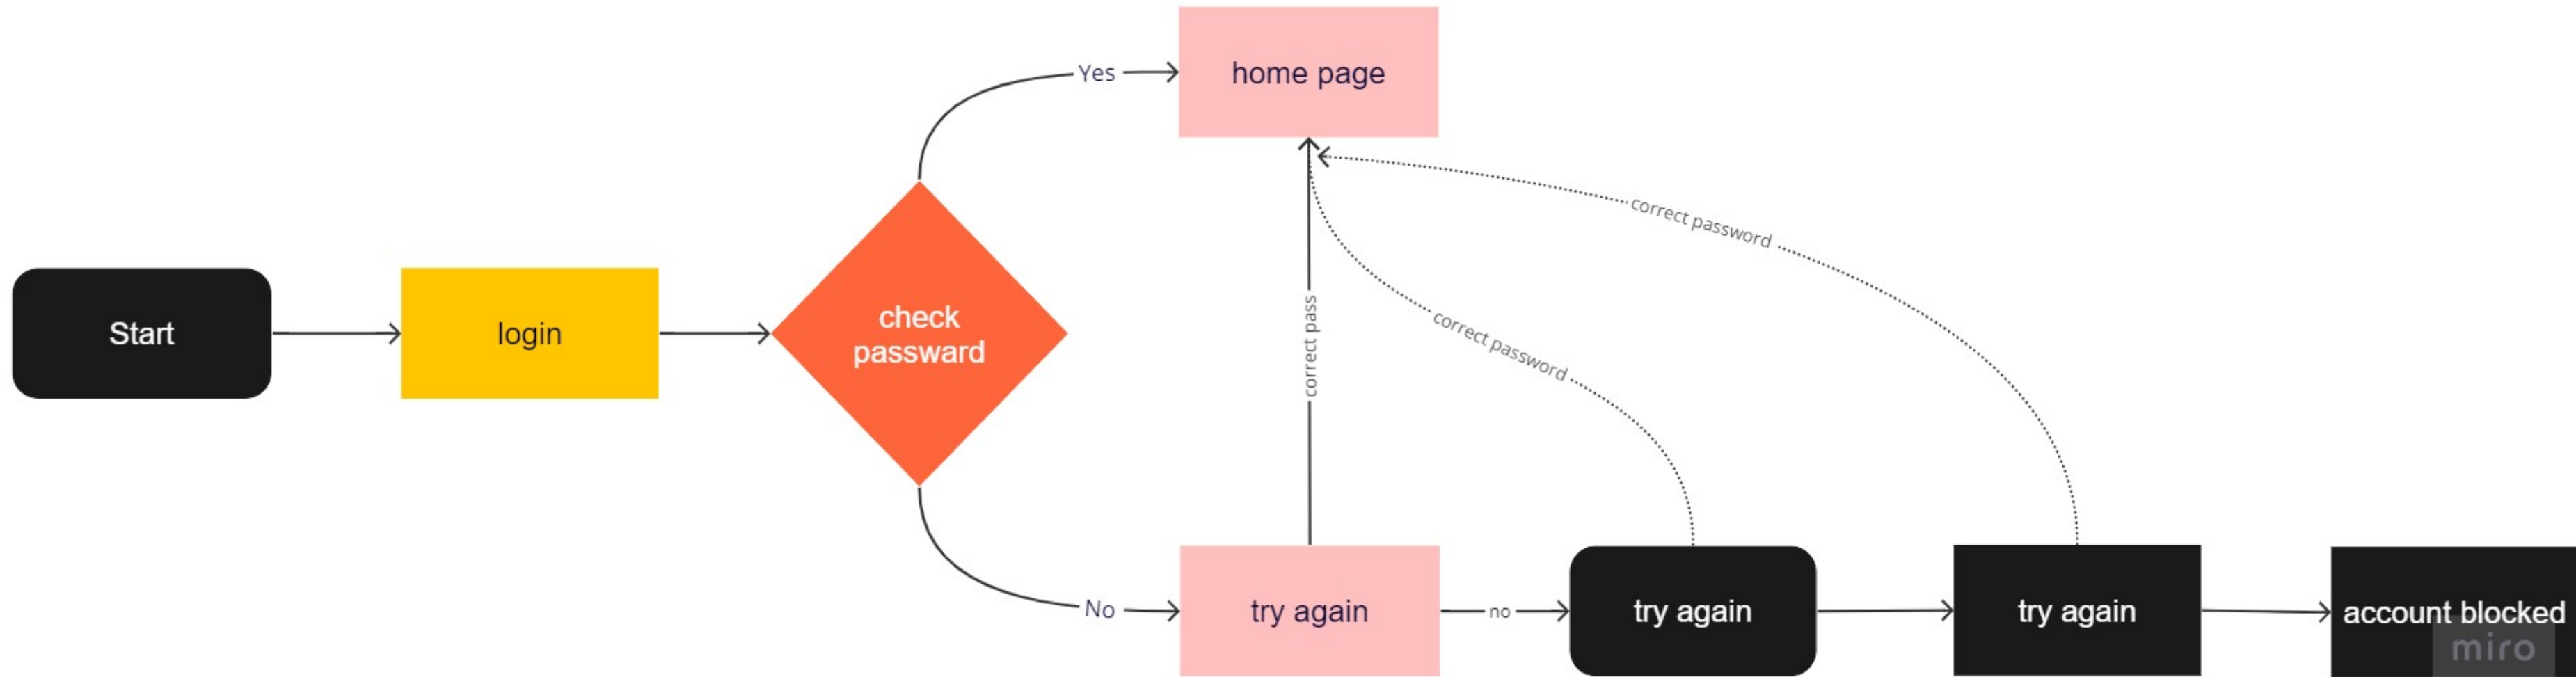 Yes
home page
correct password
Start
login
check
passward
correct pass
correct password
No
try again
no
try again
try again
account blocked
miro